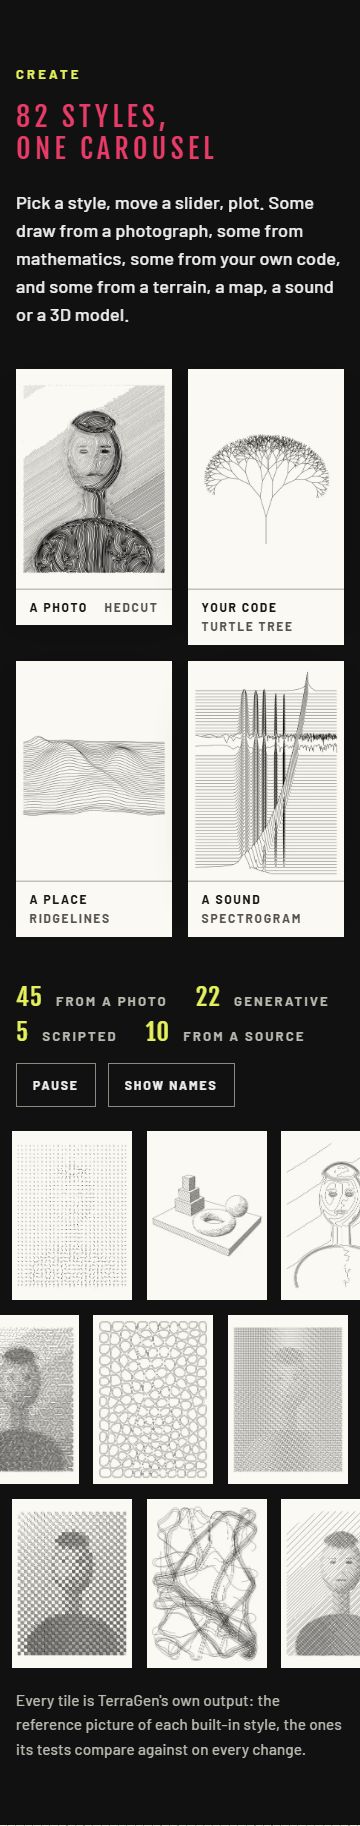 CREATE
82 STYLES,
ONE CAROUSEL
Pick a style, move a slider, plot. Some
draw from a photograph, some from
mathematics, some from your own code,
and some from a terrain, a map, a sound
or a 3D model.
A PHOTO HEDCUT
YOUR CODE
TURTLE TREE
A PLACE
RIDGELINES
A SOUND
SPECTROGRAM
45 FROM A PHOTO 22 GENERATIVE
5 SCRIPTED 10 FROM A SOURCE
PAUSE SHOW NAMES
Every tile is TerraGen's own output: the
reference picture of each built-in style, the ones
its tests compare against on every change.